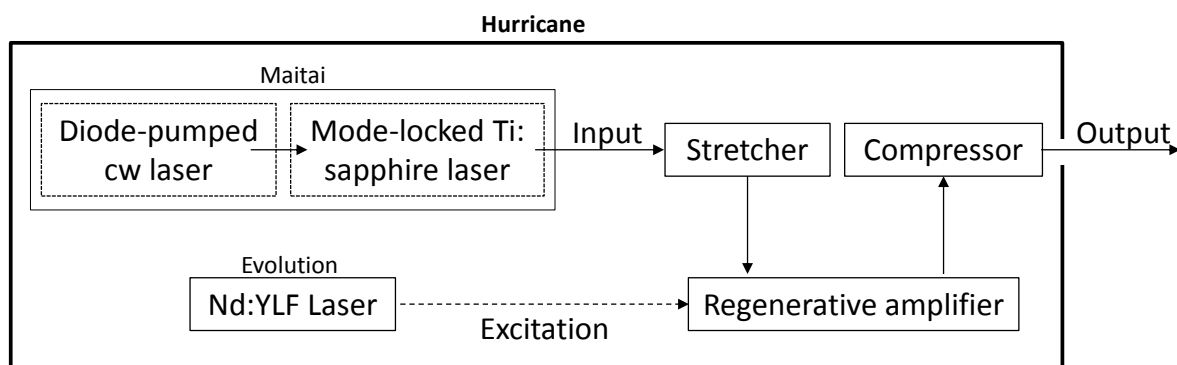 Hurricane
Maitai
Diode-pumped
cw laser
Mode-locked Ti:
sapphire laser
Input
Stretcher
Compressor
Output
Evolution
Nd:YLF Laser
Excitation
Regenerative amplifier